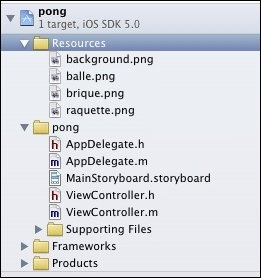 pong
1 target, iOS SDK 5.0
Resources
background.png
balle.png
brique.png
raquette.png
pong
AppDelegate.h
AppDelegate.m
MainStoryboard.storyboard
ViewController.h
ViewController.m
Supporting Files
Frameworks
Products